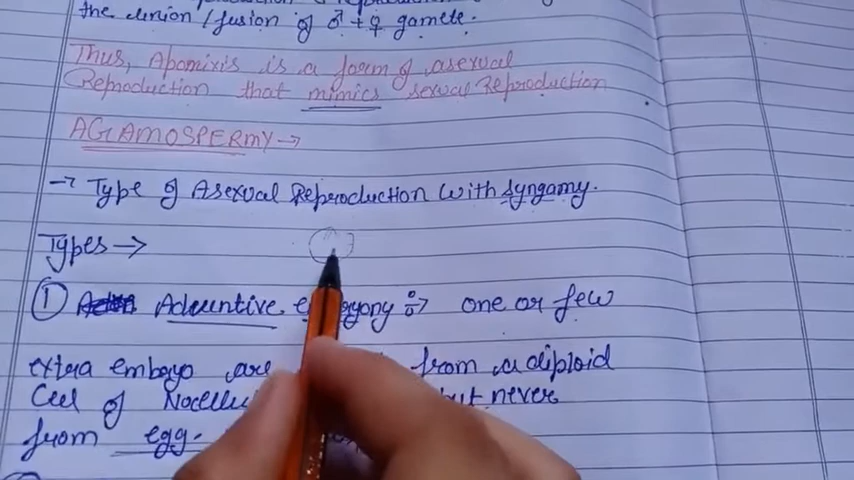 the union / fusion of ♂ + ♀ gamete.
Thus, Apomixis is a form of asexual
Reproduction that mimics sexual Reproduction
AGAMOSPERMY →
→ Type of Asexual Reproduction with Syngamy.
Types →
① Adventive embryony ⇒ one or few
extra embryo are from a diploid
Cell of but never
from egg.